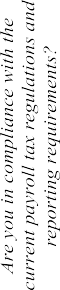 Are you in compliance with the
current payroll tax regulations and
reporting requirements?